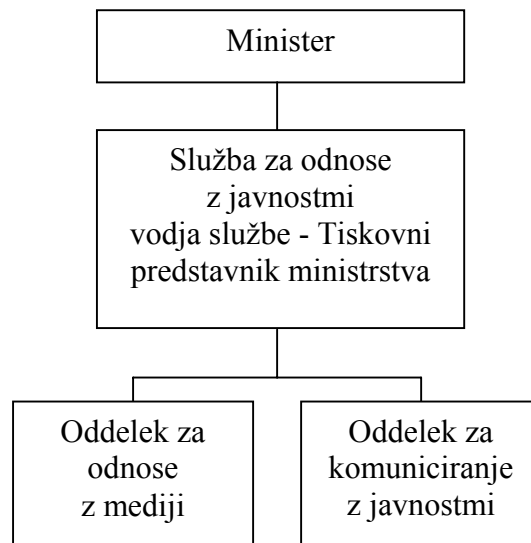 Minister
Služba za odnose
z javnostmi
vodja službe - Tiskovni
predstavnik ministrstva
Oddelek za
odnose
z mediji
Oddelek za
komuniciranje
z javnostmi